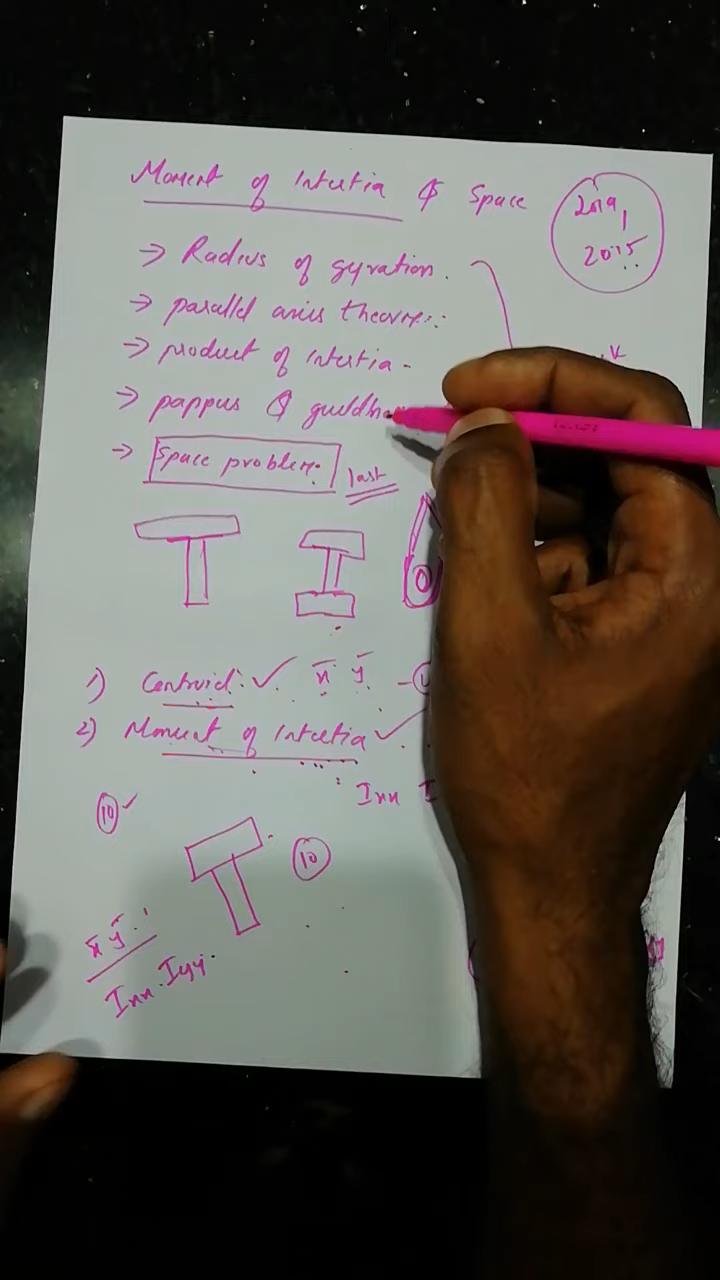 Moment of Intertia & Space
2019,
2015
→ Radius of gyration.
→ parallel axis theorem:
→ product of intertia -
→ pappus & guldh
→ Space problem: last
1) Centroid: ✓ x̄ ȳ
2) Moment of Intertia ✓
Ixx I
10 ✓
10
x̄ ȳ.
Ixx. Iyy.